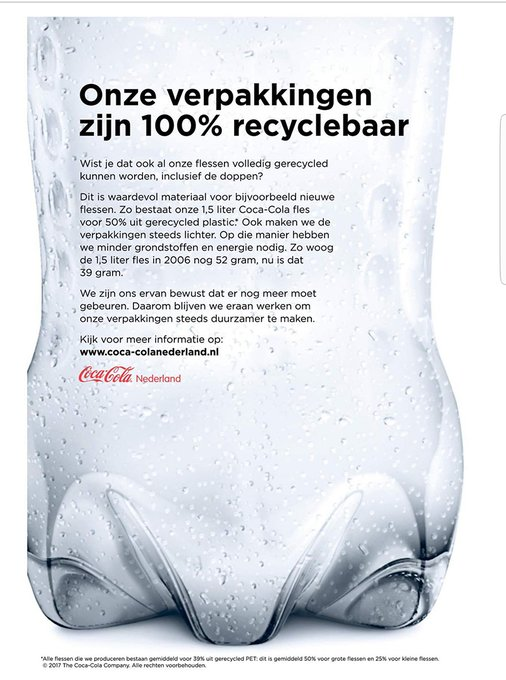 Onze verpakkingen
zijn 100% recyclebaar
Wist je dat ook al onze flessen volledig gerecycled
kunnen worden, inclusief de doppen?
Dit is waardevol materiaal voor bijvoorbeeld nieuwe
flessen. Zo bestaat onze 1,5 liter Coca-Cola fles
voor 50% uit gerecycled plastic.* Ook maken we de
verpakkingen steeds lichter. Op die manier hebben
we minder grondstoffen en energie nodig. Zo woog
de 1,5 liter fles in 2006 nog 52 gram, nu is dat
39 gram.
We zijn ons ervan bewust dat er nog meer moet
gebeuren. Daarom blijven we eraan werken om
onze verpakkingen steeds duurzamer te maken.
Kijk voor meer informatie op:
www.coca-colanederland.nl
Coca-Cola Nederland
*Alle flessen die we produceren bestaan gemiddeld voor 39% uit gerecycled PET: dit is gemiddeld 50% voor grote flessen en 25% voor kleine flessen.
© 2017 The Coca-Cola Company. Alle rechten voorbehouden.